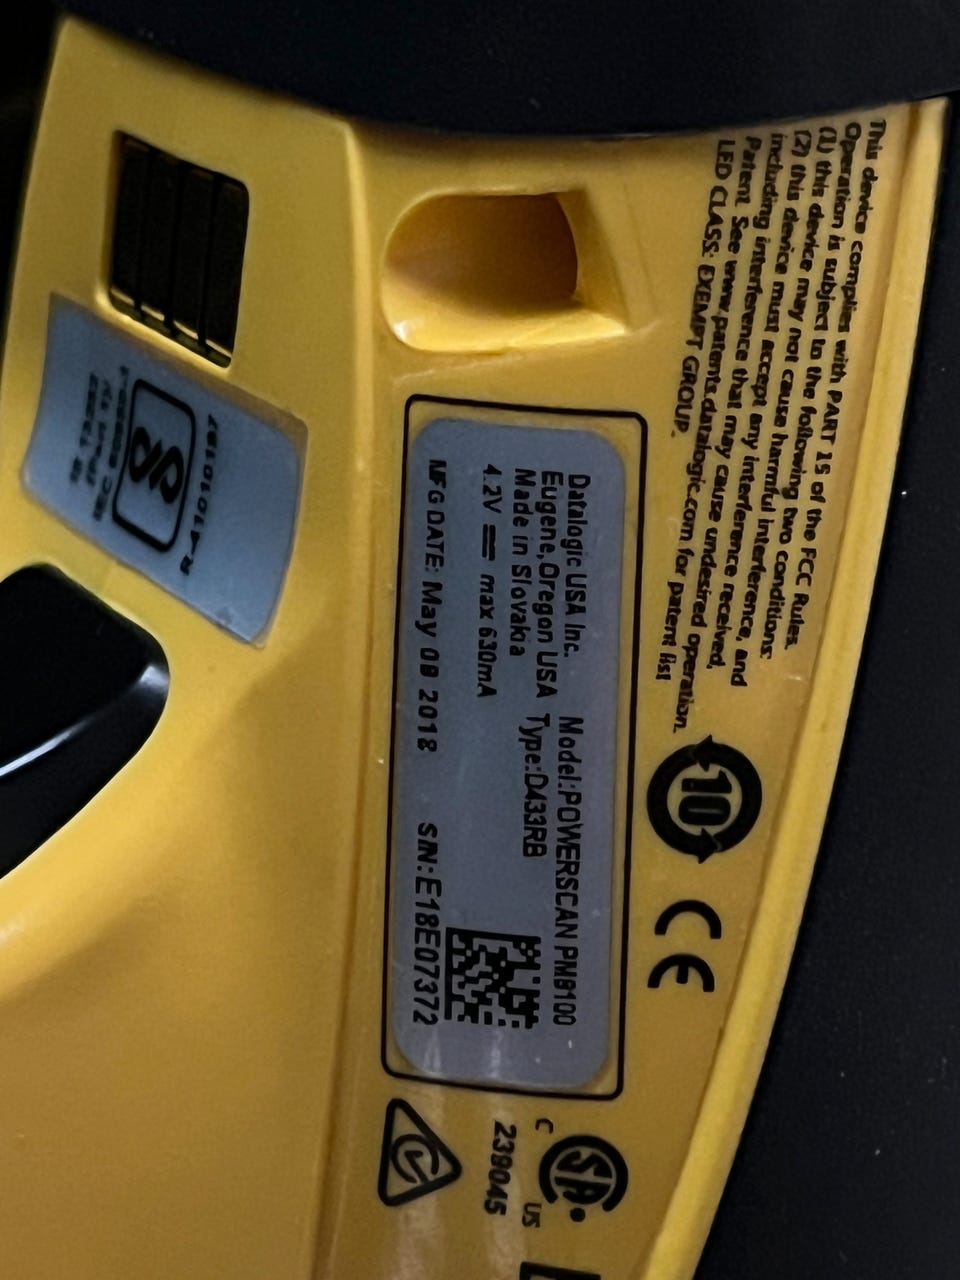 This device complies with PART 15 of the FCC Rules.
Operation is subject to the following two conditions:
(1) this device may not cause harmful interference, and
(2) this device must accept any interference received,
including interference that may cause undesired operation.
Patent. See www.patents.datalogic.com for patent list
LED CLASS: EXEMPT GROUP.
10
CE
Datalogic USA Inc.
Eugene, Oregon USA
Made in Slovakia
4.2V max 630mA
Model:POWERSCAN PM8100
Type:D433RB
MFG DATE: May 08 2018
S/N:E18E07372
C
SA
US
239045